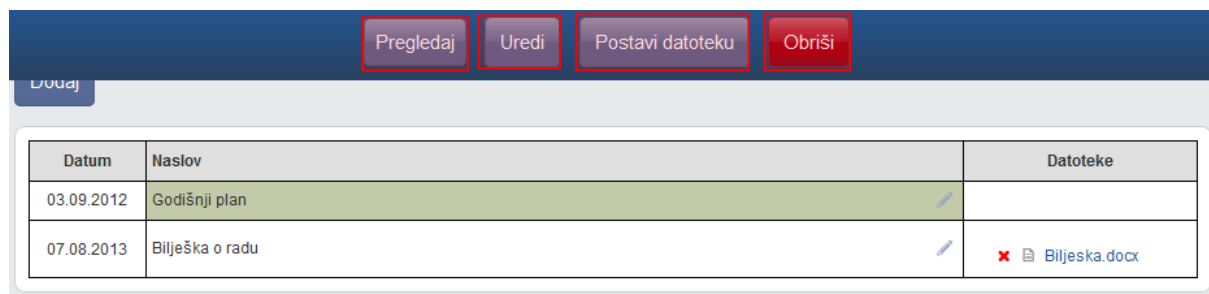 Pregledaj Uredi Postavi datoteku Obriši
Dodaj
Datum Naslov Datoteke
03.09.2012 Godišnji plan
07.08.2013 Bilješka o radu Biljeska.docx